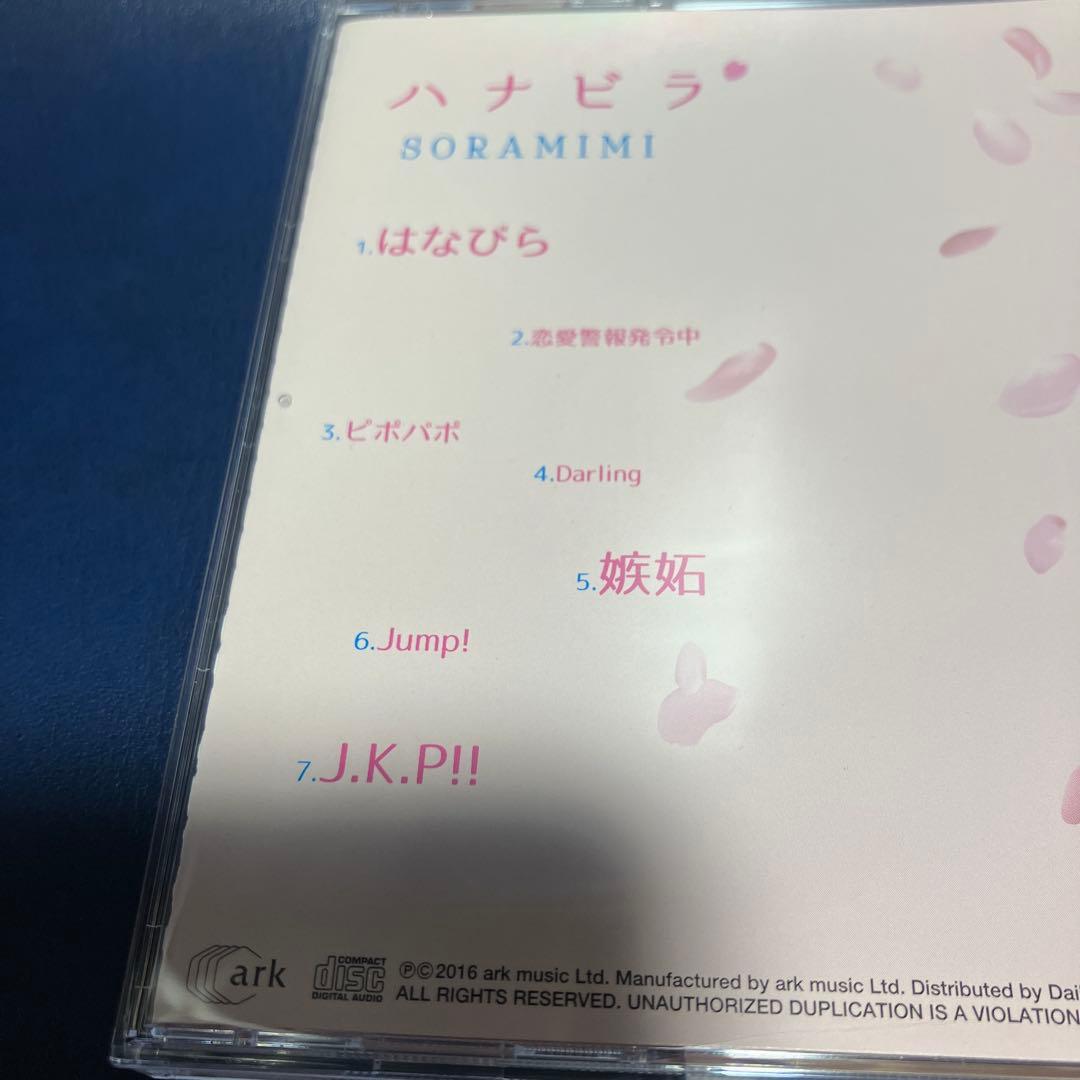 ハナビラ
SORAMIMI
1.はなびら
2.恋愛警報発令中
3.ピポパポ
4.Darling
5.嫉妬
6.Jump!
7.J.K.P!!
ark
COMPACT
disc
DIGITAL AUDIO
℗©2016 ark music Ltd. Manufactured by ark music Ltd. Distributed by Dai
ALL RIGHTS RESERVED. UNAUTHORIZED DUPLICATION IS A VIOLATION